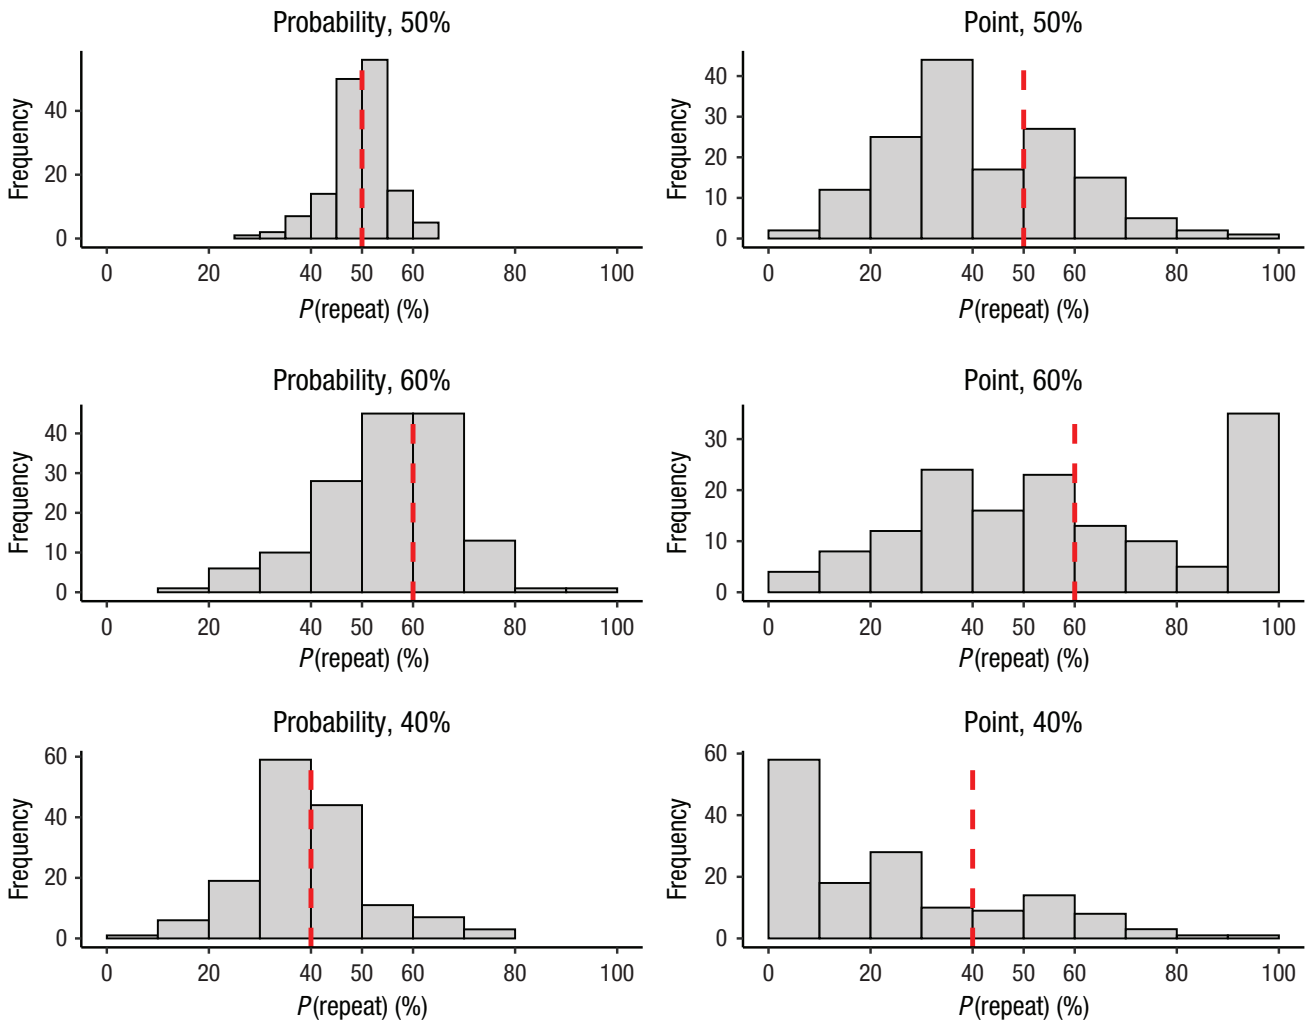 Probability, 50%
Frequency
40
20
0
0 20 40 50 60 80 100
P(repeat) (%)
Point, 50%
Frequency
40
30
20
10
0
0 20 40 50 60 80 100
P(repeat) (%)
Probability, 60%
Frequency
40
30
20
10
0
0 20 40 50 60 80 100
P(repeat) (%)
Point, 60%
Frequency
30
20
10
0
0 20 40 50 60 80 100
P(repeat) (%)
Probability, 40%
Frequency
60
40
20
0
0 20 40 50 60 80 100
P(repeat) (%)
Point, 40%
Frequency
60
40
20
0
0 20 40 50 60 80 100
P(repeat) (%)